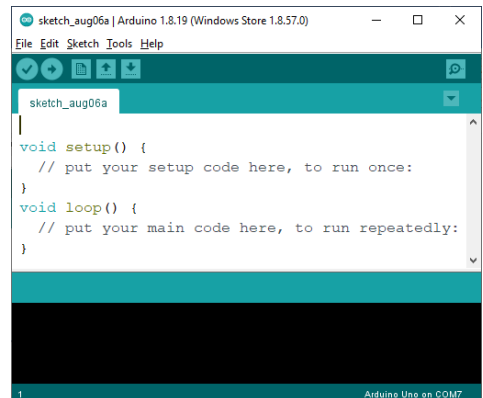 sketch_aug06a | Arduino 1.8.19 (Windows Store 1.8.57.0)
File Edit Sketch Tools Help
sketch_aug06a
void setup() {
  // put your setup code here, to run once:
}
void loop() {
  // put your main code here, to run repeatedly:
}
1 Arduino Uno on COM7